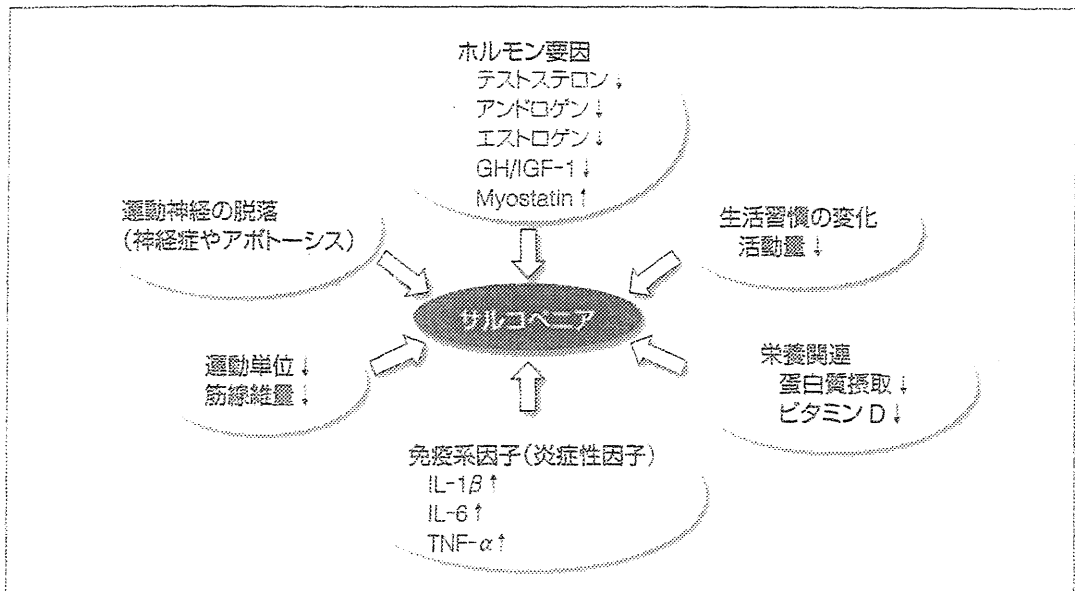 ホルモン要因
テストステロン↓
アンドロゲン↓
エストロゲン↓
GH/IGF-1↓
Myostatin↑
運動神経の脱落
(神経症やアポトーシス)
生活習慣の変化
活動量↓
サルコペニア
運動単位↓
筋線維量↓
栄養関連
蛋白質摂取↓
ビタミンD↓
免疫系因子(炎症性因子)
IL-1β↑
IL-6↑
TNF-α↑